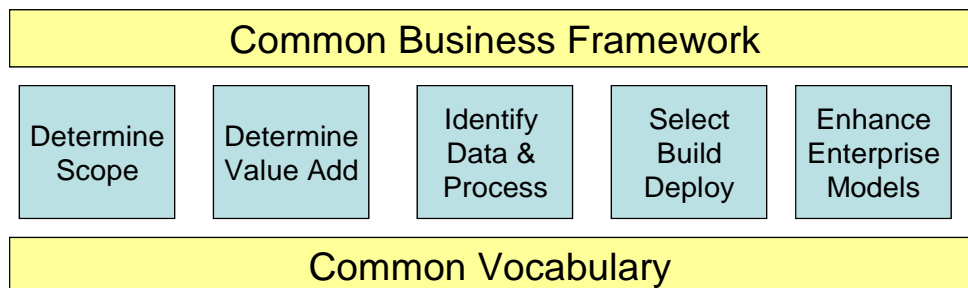 Common Business Framework
Determine
Scope
Determine
Value Add
Identify
Data &
Process
Select
Build
Deploy
Enhance
Enterprise
Models
Common Vocabulary